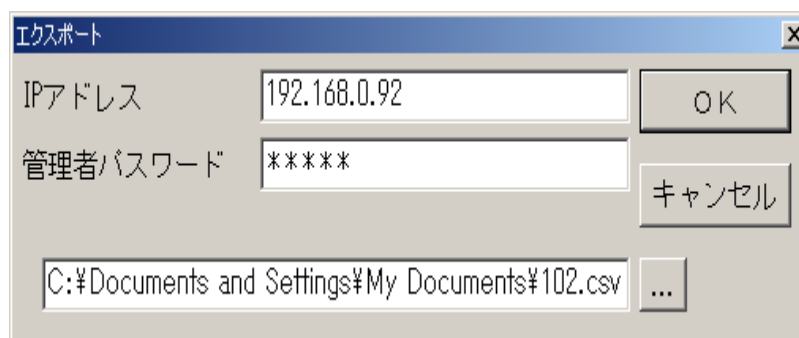 エクスポート
IPアドレス 192.168.0.92 OK
管理者パスワード *****
キャンセル
C:¥Documents and Settings¥My Documents¥102.csv ...